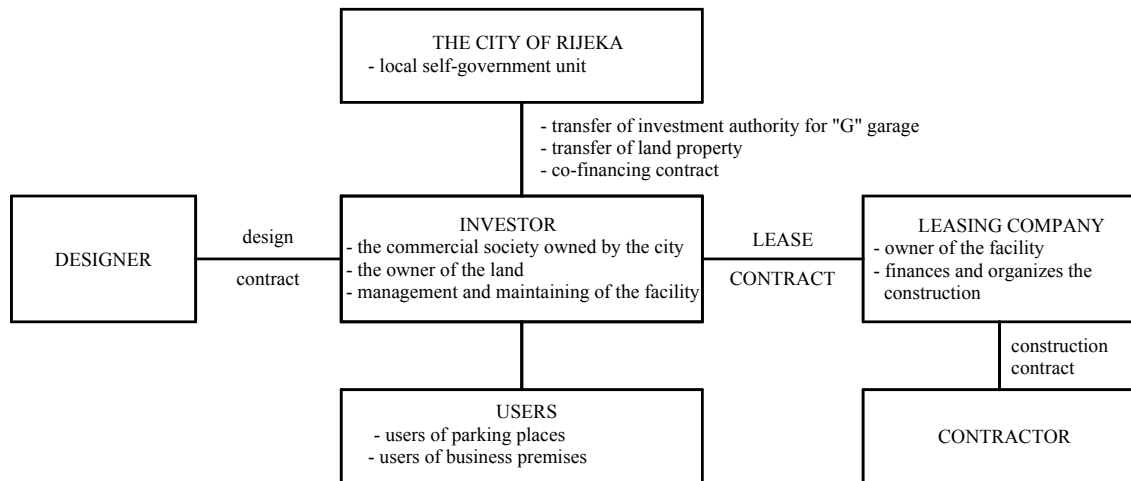 THE CITY OF RIJEKA
- local self-government unit
- transfer of investment authority for "G" garage
- transfer of land property
- co-financing contract
DESIGNER
design
contract
INVESTOR
- the commercial society owned by the city
- the owner of the land
- management and maintaining of the facility
LEASE
CONTRACT
LEASING COMPANY
- owner of the facility
- finances and organizes the
construction
construction
contract
USERS
- users of parking places
- users of business premises
CONTRACTOR